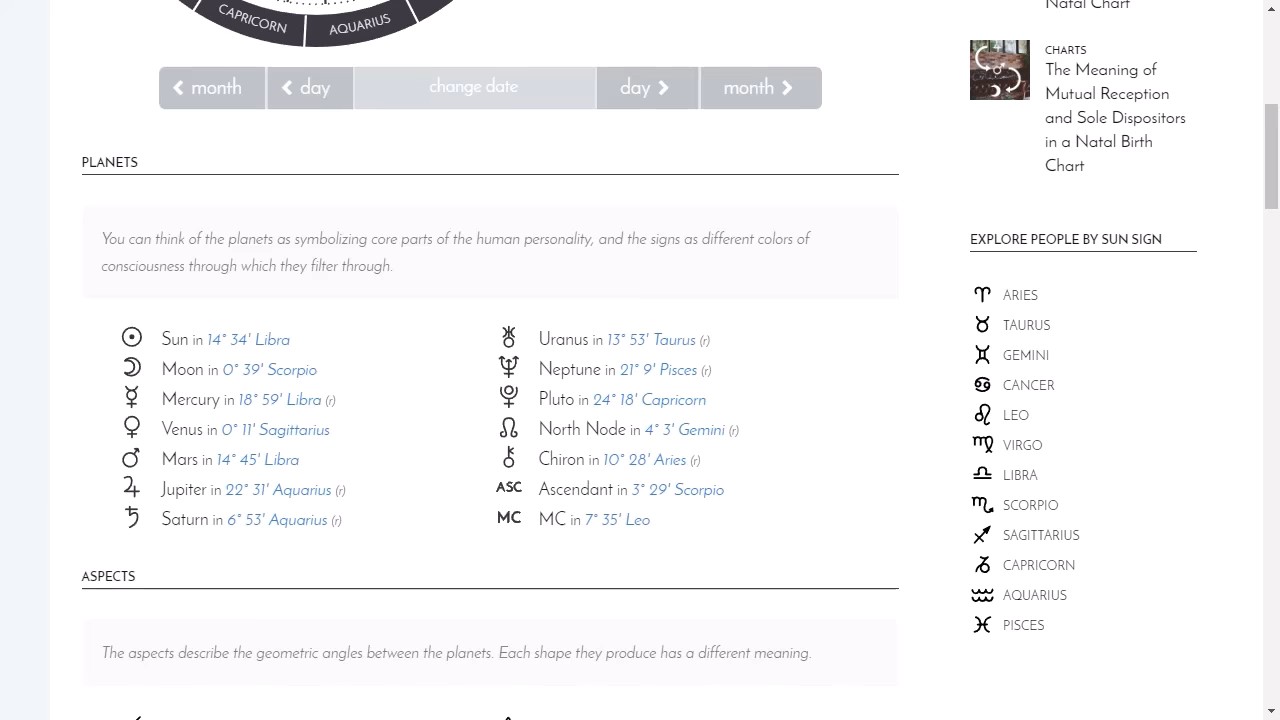 CAPRICORN
AQUARIUS
month
day
change date
day
month
PLANETS
You can think of the planets as symbolizing core parts of the human personality, and the signs as different colors of
consciousness through which they filter through.
Sun in 14° 34' Libra
Moon in 0° 39' Scorpio
Mercury in 18° 59' Libra (r)
Venus in 0° 11' Sagittarius
Mars in 14° 45' Libra
Jupiter in 22° 31' Aquarius (r)
Saturn in 6° 53' Aquarius (r)
Uranus in 13° 53' Taurus (r)
Neptune in 21° 9' Pisces (r)
Pluto in 24° 18' Capricorn
North Node in 4° 3' Gemini (r)
Chiron in 10° 28' Aries (r)
ASC Ascendant in 3° 29' Scorpio
MC MC in 7° 35' Leo
ASPECTS
The aspects describe the geometric angles between the planets. Each shape they produce has a different meaning.
Natal Chart
CHARTS
The Meaning of
Mutual Reception
and Sole Dispositors
in a Natal Birth
Chart
EXPLORE PEOPLE BY SUN SIGN
ARIES
TAURUS
GEMINI
CANCER
LEO
VIRGO
LIBRA
SCORPIO
SAGITTARIUS
CAPRICORN
AQUARIUS
PISCES